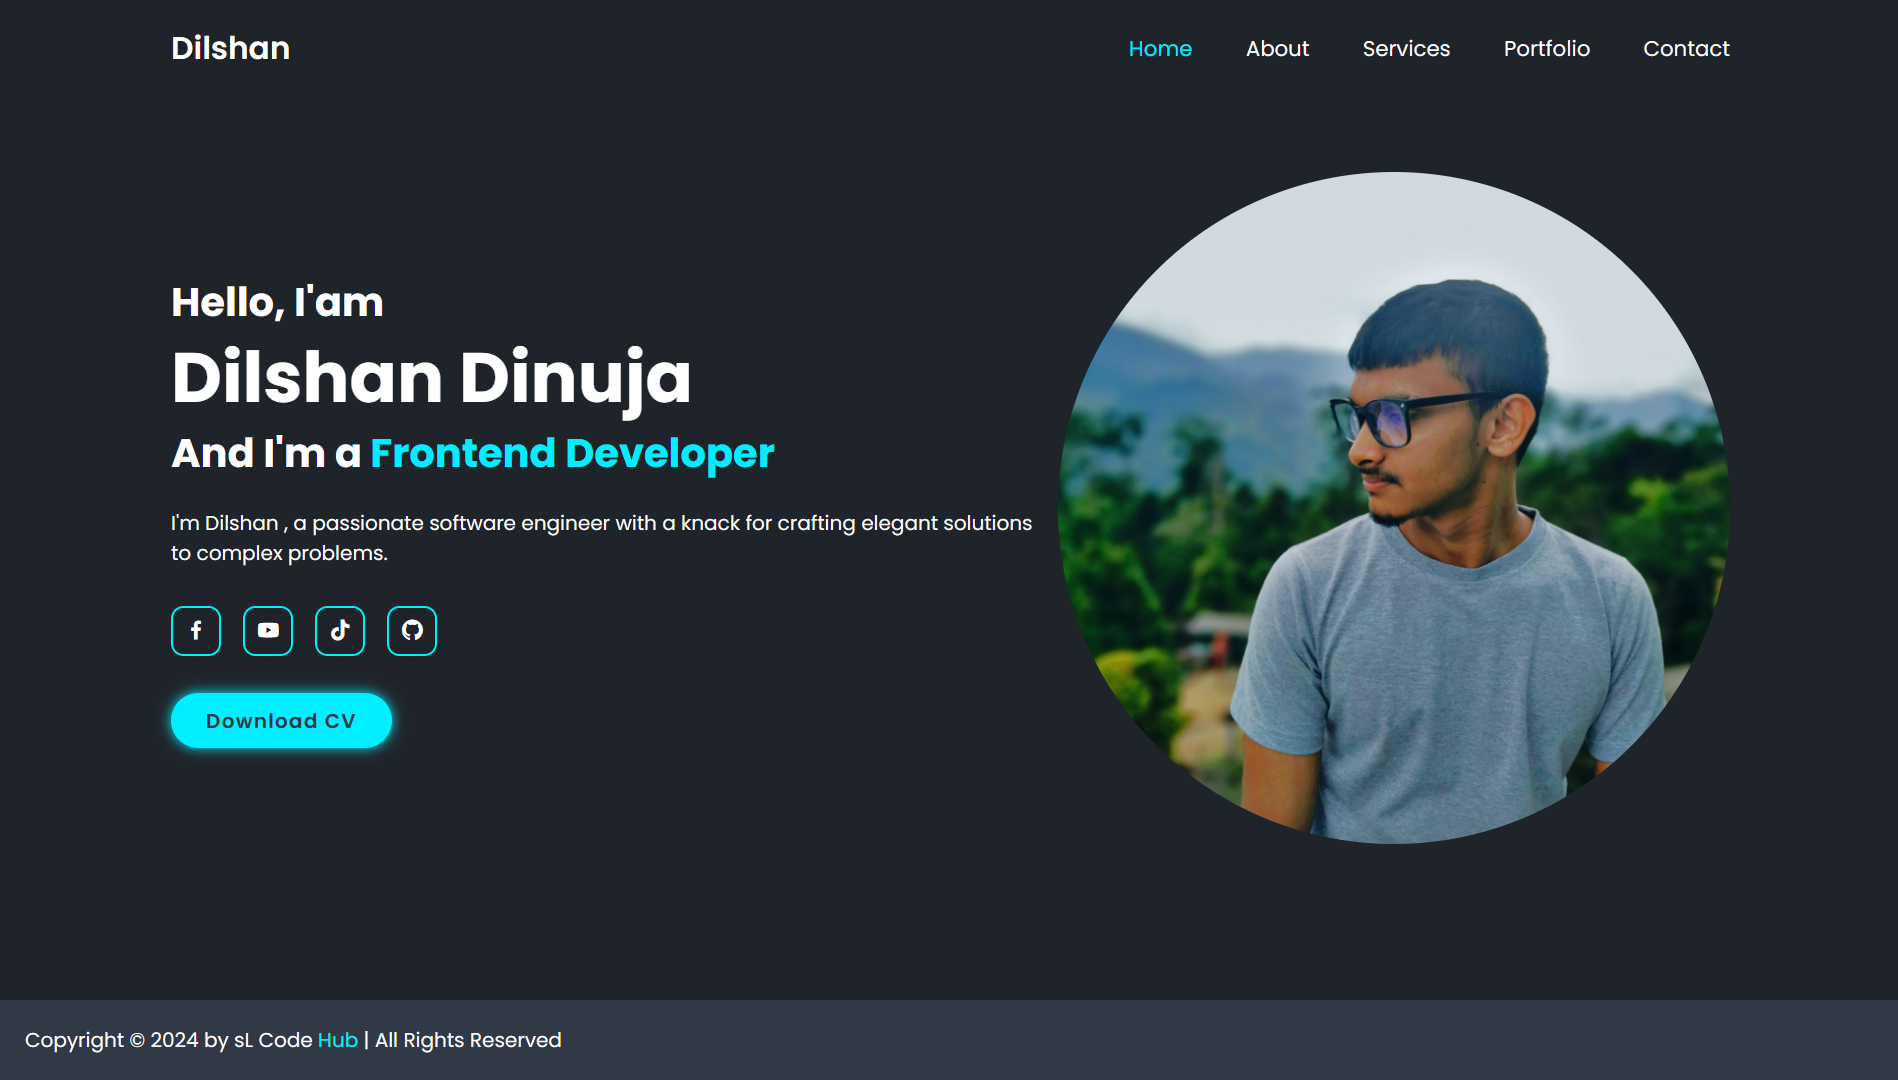 Dilshan
Home About Services Portfolio Contact
Hello, I'am
Dilshan Dinuja
And I'm a Frontend Developer
I'm Dilshan , a passionate software engineer with a knack for crafting elegant solutions
to complex problems.
Download CV
Copyright © 2024 by sL Code Hub | All Rights Reserved